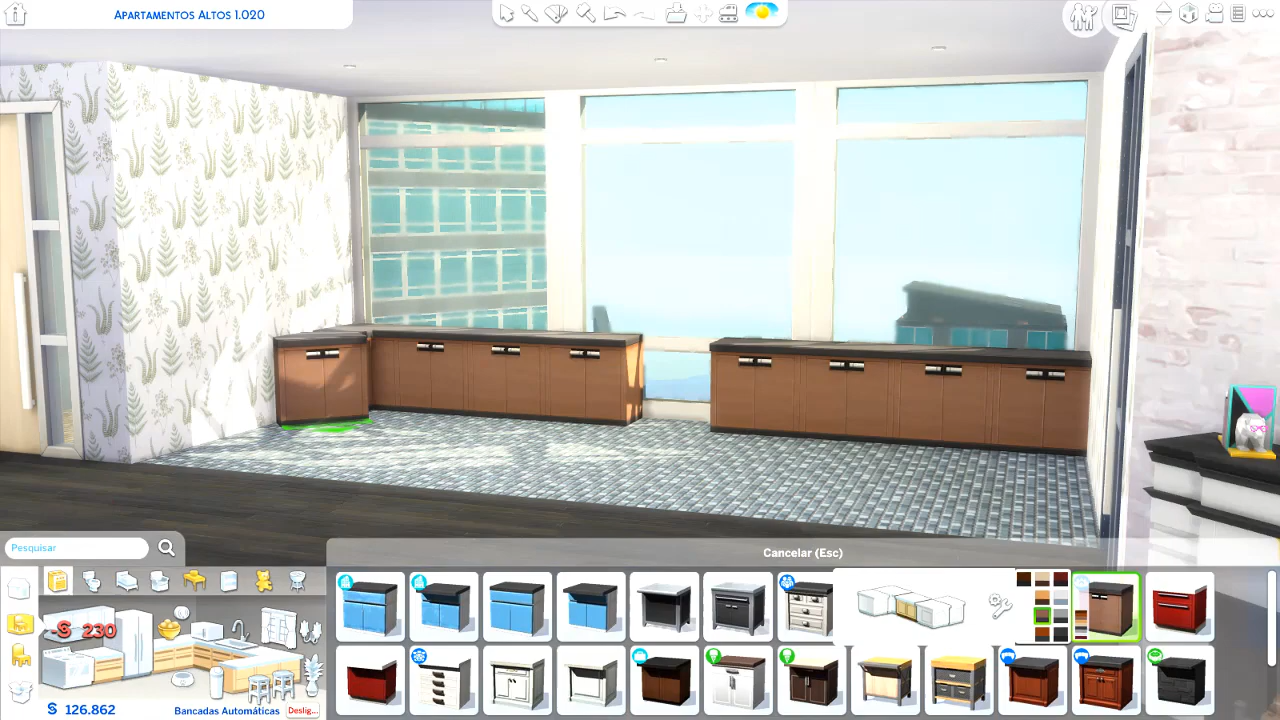 Apartamentos Altos 1.020
Cancelar (Esc)
Pesquisar
-S 230
S 126.862
Bancadas Automáticas
Deslig...